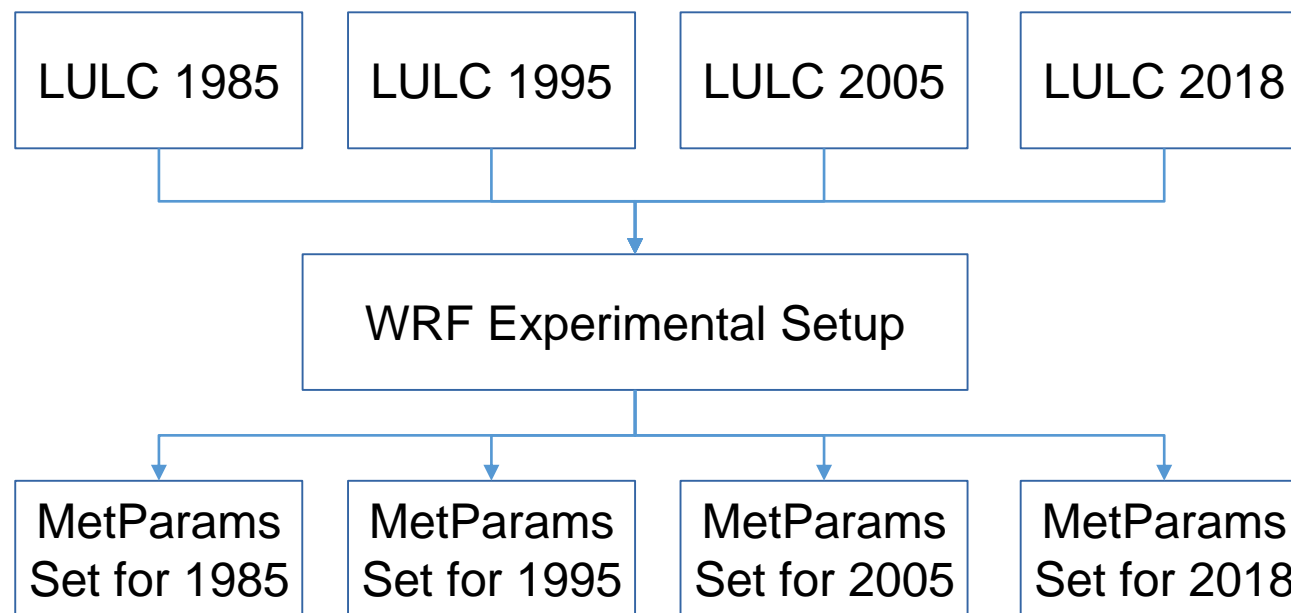 LULC 1985
LULC 1995
LULC 2005
LULC 2018
WRF Experimental Setup
MetParams
Set for 1985
MetParams
Set for 1995
MetParams
Set for 2005
MetParams
Set for 2018